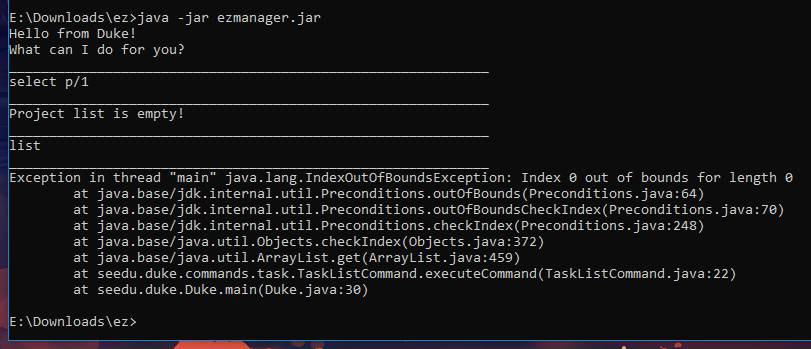 E:\Downloads\ez>java -jar ezmanager.jar
Hello from Duke!
What can I do for you?
____________________________________________________________
select p/1
____________________________________________________________
Project list is empty!
____________________________________________________________
list
____________________________________________________________
Exception in thread "main" java.lang.IndexOutOfBoundsException: Index 0 out of bounds for length 0
        at java.base/jdk.internal.util.Preconditions.outOfBounds(Preconditions.java:64)
        at java.base/jdk.internal.util.Preconditions.outOfBoundsCheckIndex(Preconditions.java:70)
        at java.base/jdk.internal.util.Preconditions.checkIndex(Preconditions.java:248)
        at java.base/java.util.Objects.checkIndex(Objects.java:372)
        at java.base/java.util.ArrayList.get(ArrayList.java:459)
        at seedu.duke.commands.task.TaskListCommand.executeCommand(TaskListCommand.java:22)
        at seedu.duke.Duke.main(Duke.java:30)
E:\Downloads\ez>